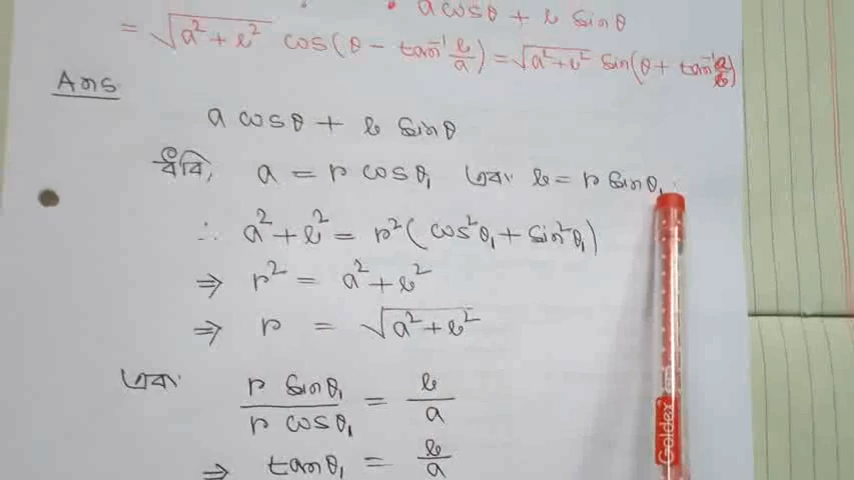 a cosθ + b sinθ
= √(a² + b²) cos(θ − tan⁻¹ b/a) = √(a² + b²) sin(θ + tan⁻¹ a/b)
Ans
a cosθ + b sinθ
ধরি, a = r cosθ₁ এবং b = r sinθ₁
∴ a² + b² = r² (cos²θ₁ + sin²θ₁)
⇒ r² = a² + b²
⇒ r = √(a² + b²)
এবং r sinθ₁ / r cosθ₁ = b/a
⇒ tanθ₁ = b/a
Goldex